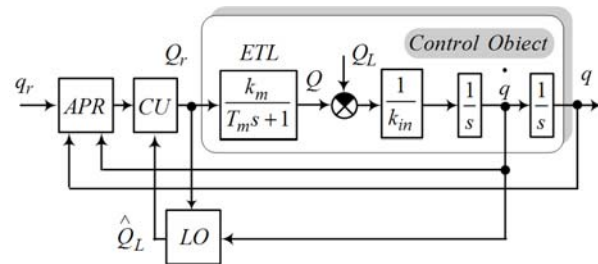 Control Obiect
ETL
Q_r
Q
Q_L
q̇
q
q_r
APR
CU
k_m
T_m s + 1
1
k_in
1
s
1
s
Q̂_L
LO